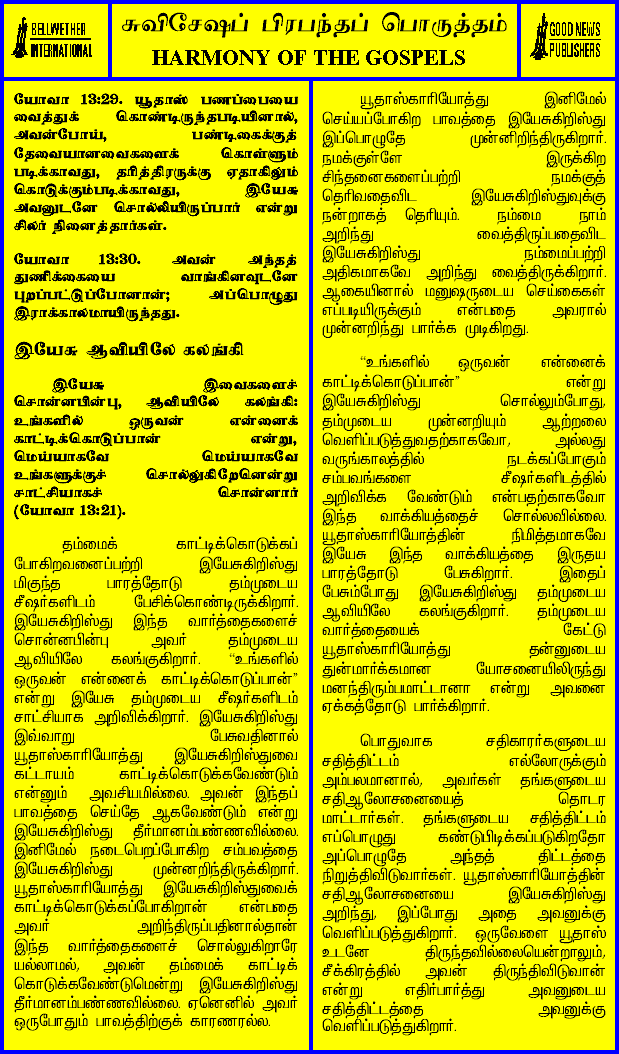 BELLWETHER
INTERNATIONAL
சுவிசேஷப் பிரபந்தப் பொருத்தம்
HARMONY OF THE GOSPELS
GOOD NEWS
PUBLISHERS
யோவா 13:29. யூதாஸ் பணப்பையை
வைத்துக் கொண்டிருந்தபடியினால்,
அவன்போய், பண்டிகைக்குத்
தேவையானவைகளைக் கொள்ளும்
படிக்காவது, தரித்திரருக்கு ஏதாகிலும்
கொடுக்கும்படிக்காவது, இயேசு
அவனுடனே சொல்லியிருப்பார் என்று
சிலர் நினைத்தார்கள்.
யோவா 13:30. அவன் அந்தத்
துணிக்கையை வாங்கினவுடனே
புறப்பட்டுப்போனான்; அப்பொழுது
இராக்காலமாயிருந்தது.
இயேசு ஆவியிலே கலங்கி
இயேசு இவைகளைச்
சொன்னபின்பு, ஆவியிலே கலங்கி:
உங்களில் ஒருவன் என்னைக்
காட்டிக்கொடுப்பான் என்று,
மெய்யாகவே மெய்யாகவே
உங்களுக்குச் சொல்லுகிறேனென்று
சாட்சியாகச் சொன்னார்
(யோவா 13:21).
தம்மைக் காட்டிக்கொடுக்கப்
போகிறவனைப்பற்றி இயேசுகிறிஸ்து
மிகுந்த பாரத்தோடு தம்முடைய
சீஷர்களிடம் பேசிக்கொண்டிருக்கிறார்.
இயேசுகிறிஸ்து இந்த வார்த்தைகளைச்
சொன்னபின்பு அவர் தம்முடைய
ஆவியிலே கலங்குகிறார். “உங்களில்
ஒருவன் என்னைக் காட்டிக்கொடுப்பான்”
என்று இயேசு தம்முடைய சீஷர்களிடம்
சாட்சியாக அறிவிக்கிறார். இயேசுகிறிஸ்து
இவ்வாறு பேசுவதினால்
யூதாஸ்காரியோத்து இயேசுகிறிஸ்துவை
கட்டாயம் காட்டிக்கொடுக்கவேண்டும்
என்னும் அவசியமில்லை. அவன் இந்தப்
பாவத்தை செய்தே ஆகவேண்டும் என்று
இயேசுகிறிஸ்து தீர்மானம்பண்ணவில்லை.
இனிமேல் நடைபெறப்போகிற சம்பவத்தை
இயேசுகிறிஸ்து முன்னறிந்திருக்கிறார்.
யூதாஸ்காரியோத்து இயேசுகிறிஸ்துவைக்
காட்டிக்கொடுக்கப்போகிறான் என்பதை
அவர் அறிந்திருப்பதினால்தான்
இந்த வார்த்தைகளைச் சொல்லுகிறாரே
யல்லாமல், அவன் தம்மைக் காட்டிக்
கொடுக்கவேண்டுமென்று இயேசுகிறிஸ்து
தீர்மானம்பண்ணவில்லை. ஏனெனில் அவர்
ஒருபோதும் பாவத்திற்குக் காரணரல்ல.
யூதாஸ்காரியோத்து இனிமேல்
செய்யப்போகிற பாவத்தை இயேசுகிறிஸ்து
இப்பொழுதே முன்னறிந்திருக்கிறார்.
நமக்குள்ளே இருக்கிற
சிந்தனைகளைப்பற்றி நமக்குத்
தெரிவதைவிட இயேசுகிறிஸ்துவுக்கு
நன்றாகத் தெரியும். நம்மை நாம்
அறிந்து வைத்திருப்பதைவிட
இயேசுகிறிஸ்து நம்மைப்பற்றி
அதிகமாகவே அறிந்து வைத்திருக்கிறார்.
ஆகையினால் மனுஷருடைய செய்கைகள்
எப்படியிருக்கும் என்பதை அவரால்
முன்னறிந்து பார்க்க முடிகிறது.
“உங்களில் ஒருவன் என்னைக்
காட்டிக்கொடுப்பான்” என்று
இயேசுகிறிஸ்து சொல்லும்போது,
தம்முடைய முன்னறியும் ஆற்றலை
வெளிப்படுத்துவதற்காகவோ, அல்லது
வருங்காலத்தில் நடக்கப்போகும்
சம்பவங்களை சீஷர்களிடத்தில்
அறிவிக்க வேண்டும் என்பதற்காகவோ
இந்த வாக்கியத்தைச் சொல்லவில்லை.
யூதாஸ்காரியோத்தின் நிமித்தமாகவே
இயேசு இந்த வாக்கியத்தை இருதய
பாரத்தோடு பேசுகிறார். இதைப்
பேசும்போது இயேசுகிறிஸ்து தம்முடைய
ஆவியிலே கலங்குகிறார். தம்முடைய
வார்த்தையைக் கேட்டு
யூதாஸ்காரியோத்து தன்னுடைய
துன்மார்க்கமான யோசனையிலிருந்து
மனந்திரும்பமாட்டானா என்று அவனை
ஏக்கத்தோடு பார்க்கிறார்.
பொதுவாக சதிகாரர்களுடைய
சதித்திட்டம் எல்லோருக்கும்
அம்பலமானால், அவர்கள் தங்களுடைய
சதிஆலோசனையைத் தொடர
மாட்டார்கள். தங்களுடைய சதித்திட்டம்
எப்பொழுது கண்டுபிடிக்கப்படுகிறதோ
அப்பொழுதே அந்தத் திட்டத்தை
நிறுத்திவிடுவார்கள். யூதாஸ்காரியோத்தின்
சதிஆலோசனையை இயேசுகிறிஸ்து
அறிந்து, இப்போது அதை அவனுக்கு
வெளிப்படுத்துகிறார். ஒருவேளை யூதாஸ்
உடனே திருந்தவில்லையென்றாலும்,
சீக்கிரத்தில் அவன் திருந்திவிடுவான்
என்று எதிர்பார்த்து அவனுடைய
சதித்திட்டத்தை அவனுக்கு
வெளிப்படுத்துகிறார்.